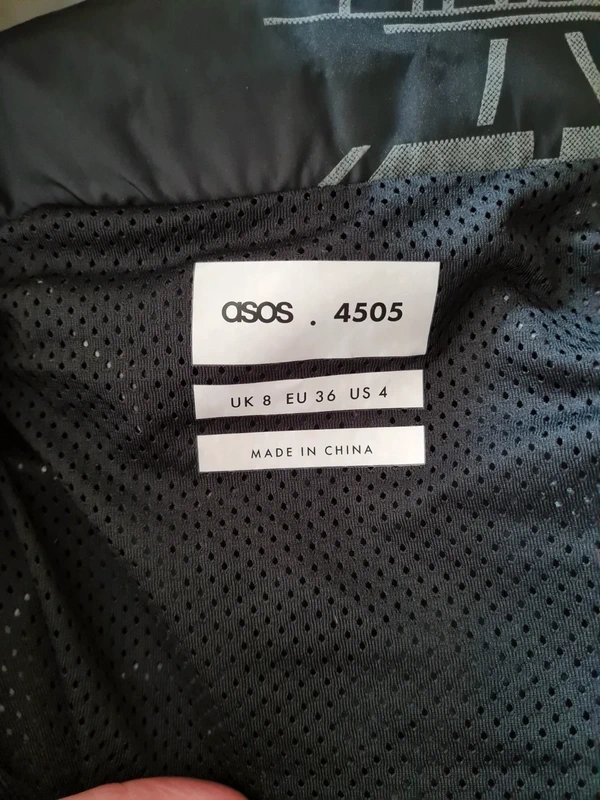 asos . 4505
UK 8 EU 36 US 4
MADE IN CHINA